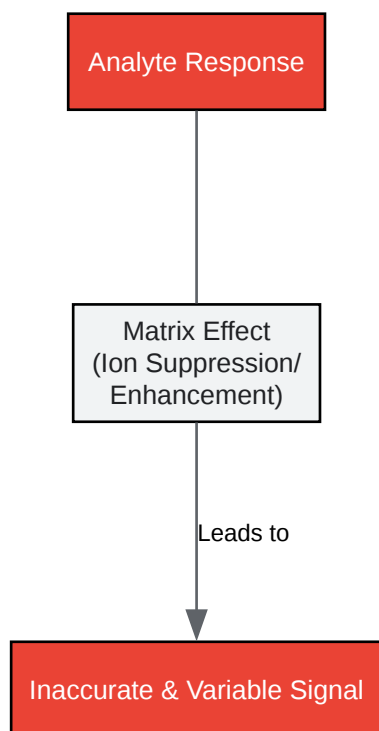 Analyte Response
Matrix Effect
(Ion Suppression/
Enhancement)
Leads to
Inaccurate & Variable Signal